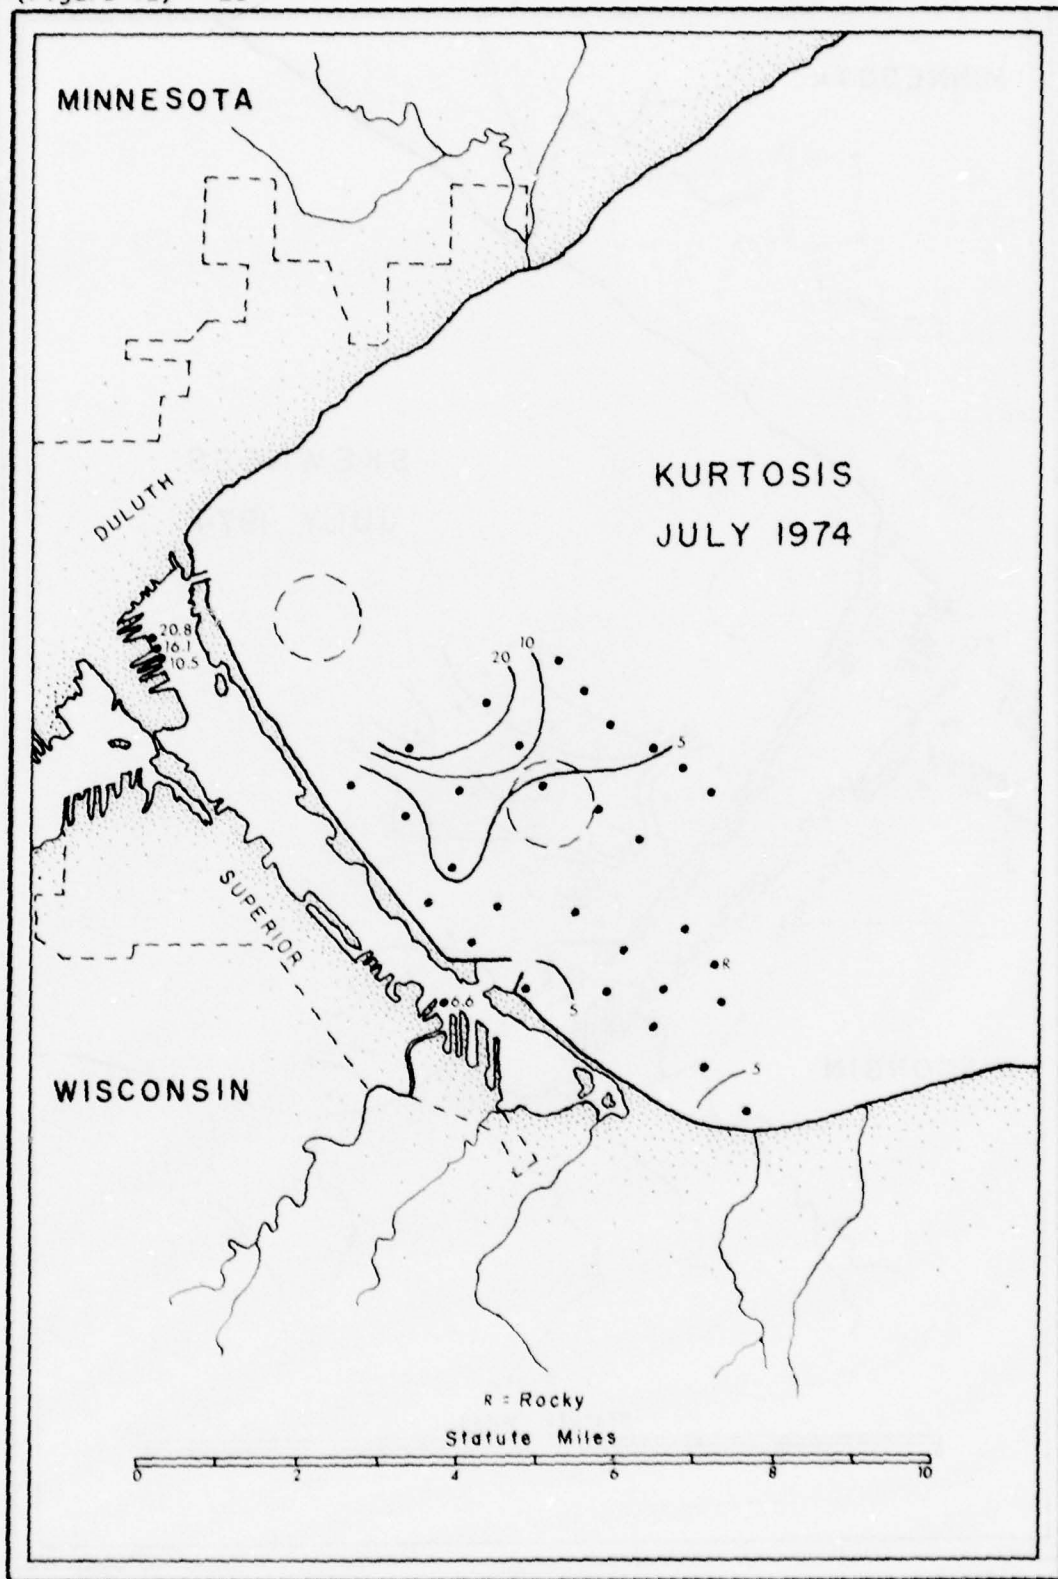 MINNESOTA
DULUTH
KURTOSIS
JULY 1974
20.8
16.1
10.5
20
10
5
R
SUPERIOR
5
6.6
5
WISCONSIN
R = Rocky
Statute Miles
0 2 4 6 8 10